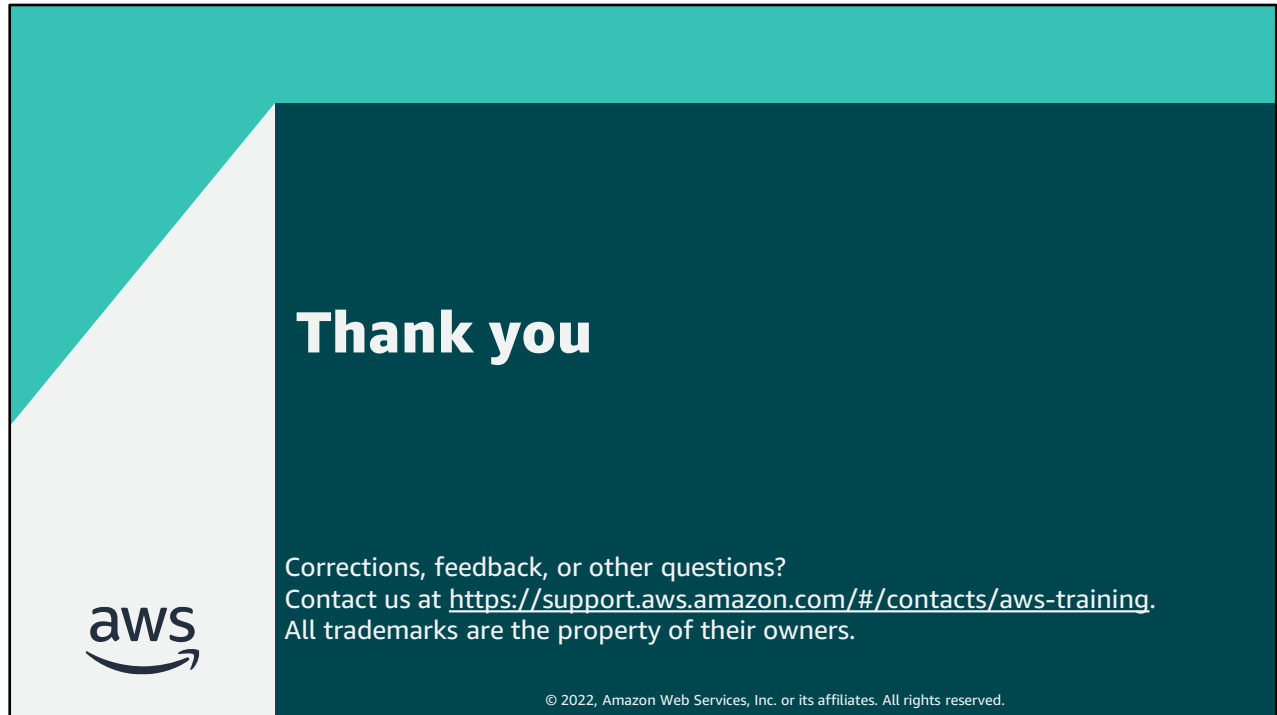 Thank you
Corrections, feedback, or other questions?
Contact us at https://support.aws.amazon.com/#/contacts/aws-training.
All trademarks are the property of their owners.
aws
© 2022, Amazon Web Services, Inc. or its affiliates. All rights reserved.